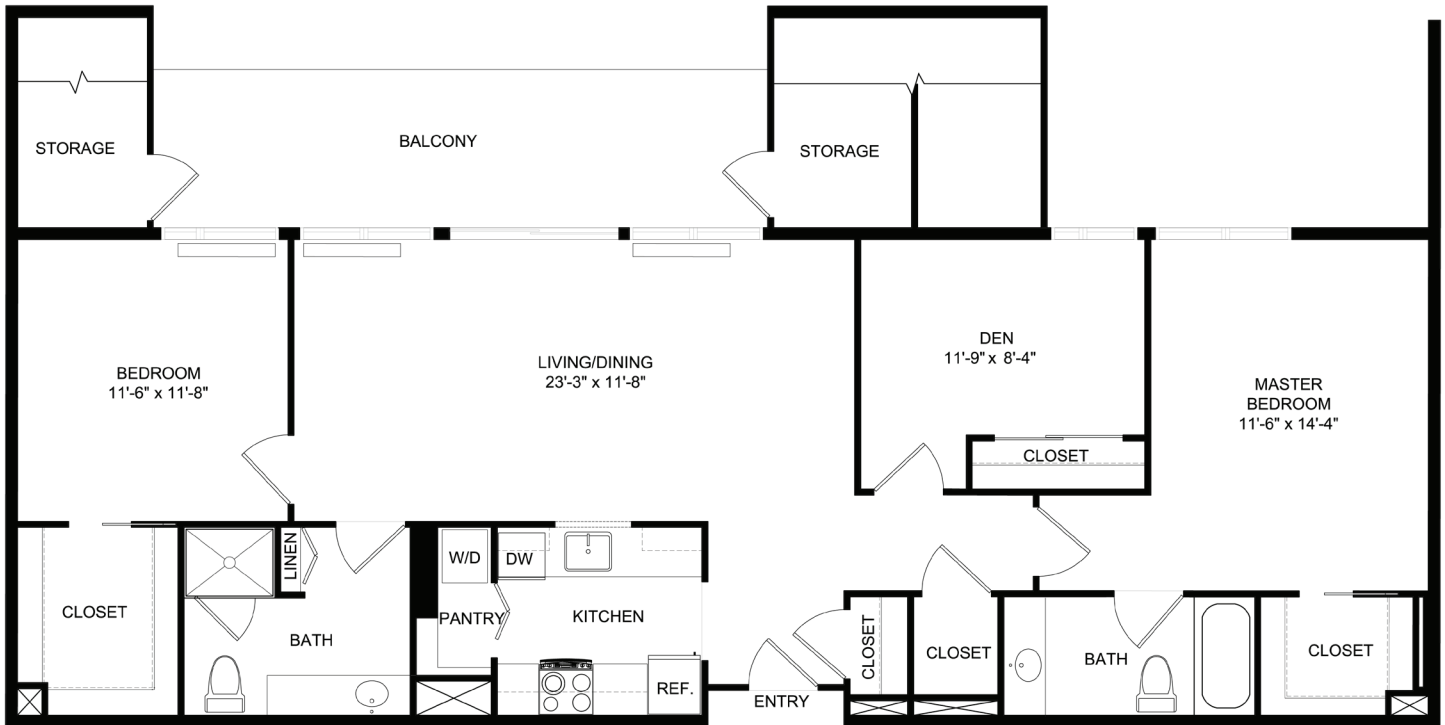 STORAGE
BALCONY
STORAGE
BEDROOM
11'-6" x 11'-8"
LIVING/DINING
23'-3" x 11'-8"
DEN
11'-9" x 8'-4"
MASTER
BEDROOM
11'-6" x 14'-4"
CLOSET
LINEN
W/D
DW
CLOSET
BATH
PANTRY
KITCHEN
REF.
ENTRY
CLOSET
CLOSET
BATH
CLOSET